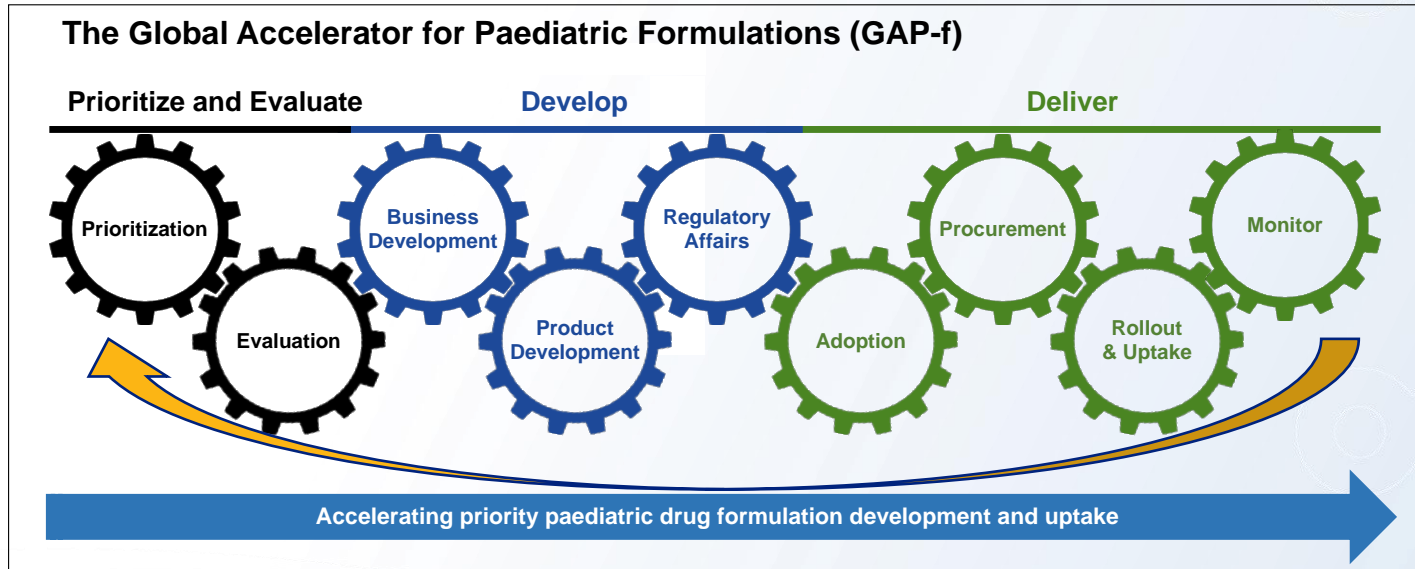 The Global Accelerator for Paediatric Formulations (GAP-f)
Prioritize and Evaluate
Develop
Deliver
Prioritization
Evaluation
Business
Development
Product
Development
Regulatory
Affairs
Adoption
Procurement
Rollout
& Uptake
Monitor
Accelerating priority paediatric drug formulation development and uptake